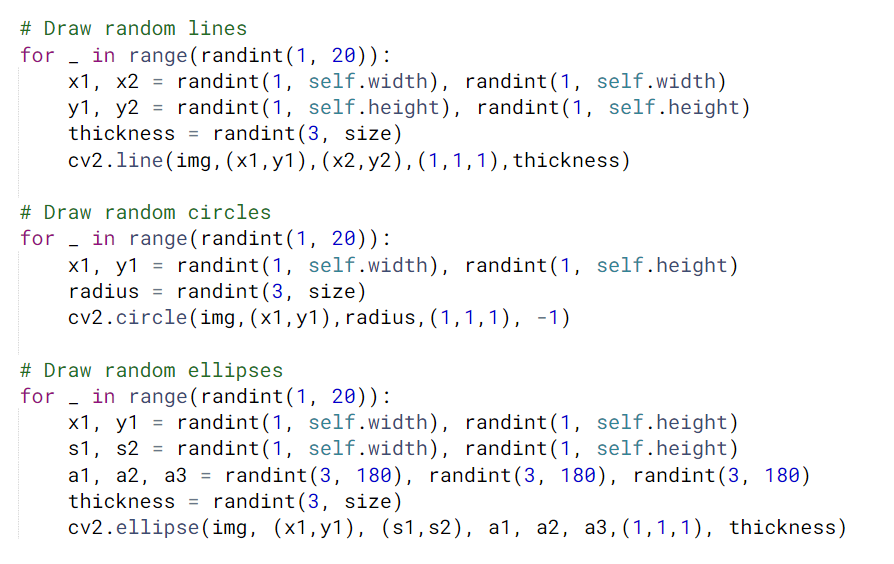 # Draw random lines
for _ in range(randint(1, 20)):
    x1, x2 = randint(1, self.width), randint(1, self.width)
    y1, y2 = randint(1, self.height), randint(1, self.height)
    thickness = randint(3, size)
    cv2.line(img,(x1,y1),(x2,y2),(1,1,1),thickness)

# Draw random circles
for _ in range(randint(1, 20)):
    x1, y1 = randint(1, self.width), randint(1, self.height)
    radius = randint(3, size)
    cv2.circle(img,(x1,y1),radius,(1,1,1), -1)

# Draw random ellipses
for _ in range(randint(1, 20)):
    x1, y1 = randint(1, self.width), randint(1, self.height)
    s1, s2 = randint(1, self.width), randint(1, self.height)
    a1, a2, a3 = randint(3, 180), randint(3, 180), randint(3, 180)
    thickness = randint(3, size)
    cv2.ellipse(img, (x1,y1), (s1,s2), a1, a2, a3,(1,1,1), thickness)